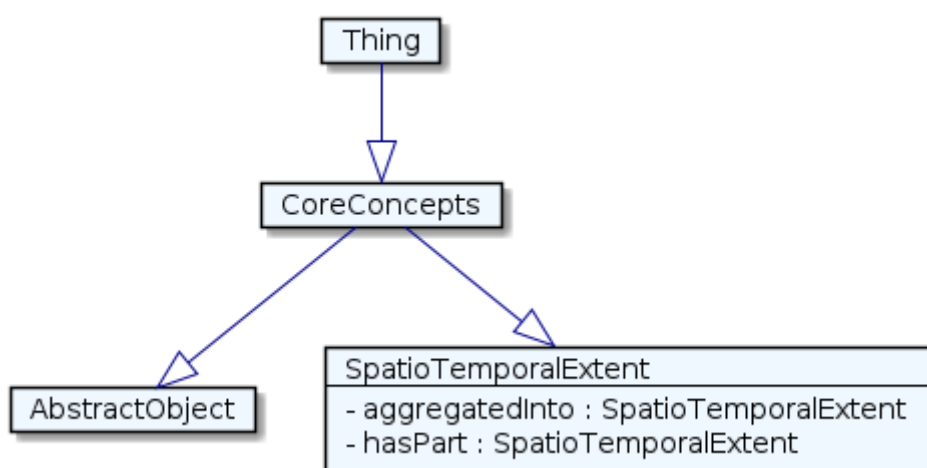 Thing
CoreConcepts
AbstractObject
SpatioTemporalExtent
- aggregatedInto : SpatioTemporalExtent
- hasPart : SpatioTemporalExtent